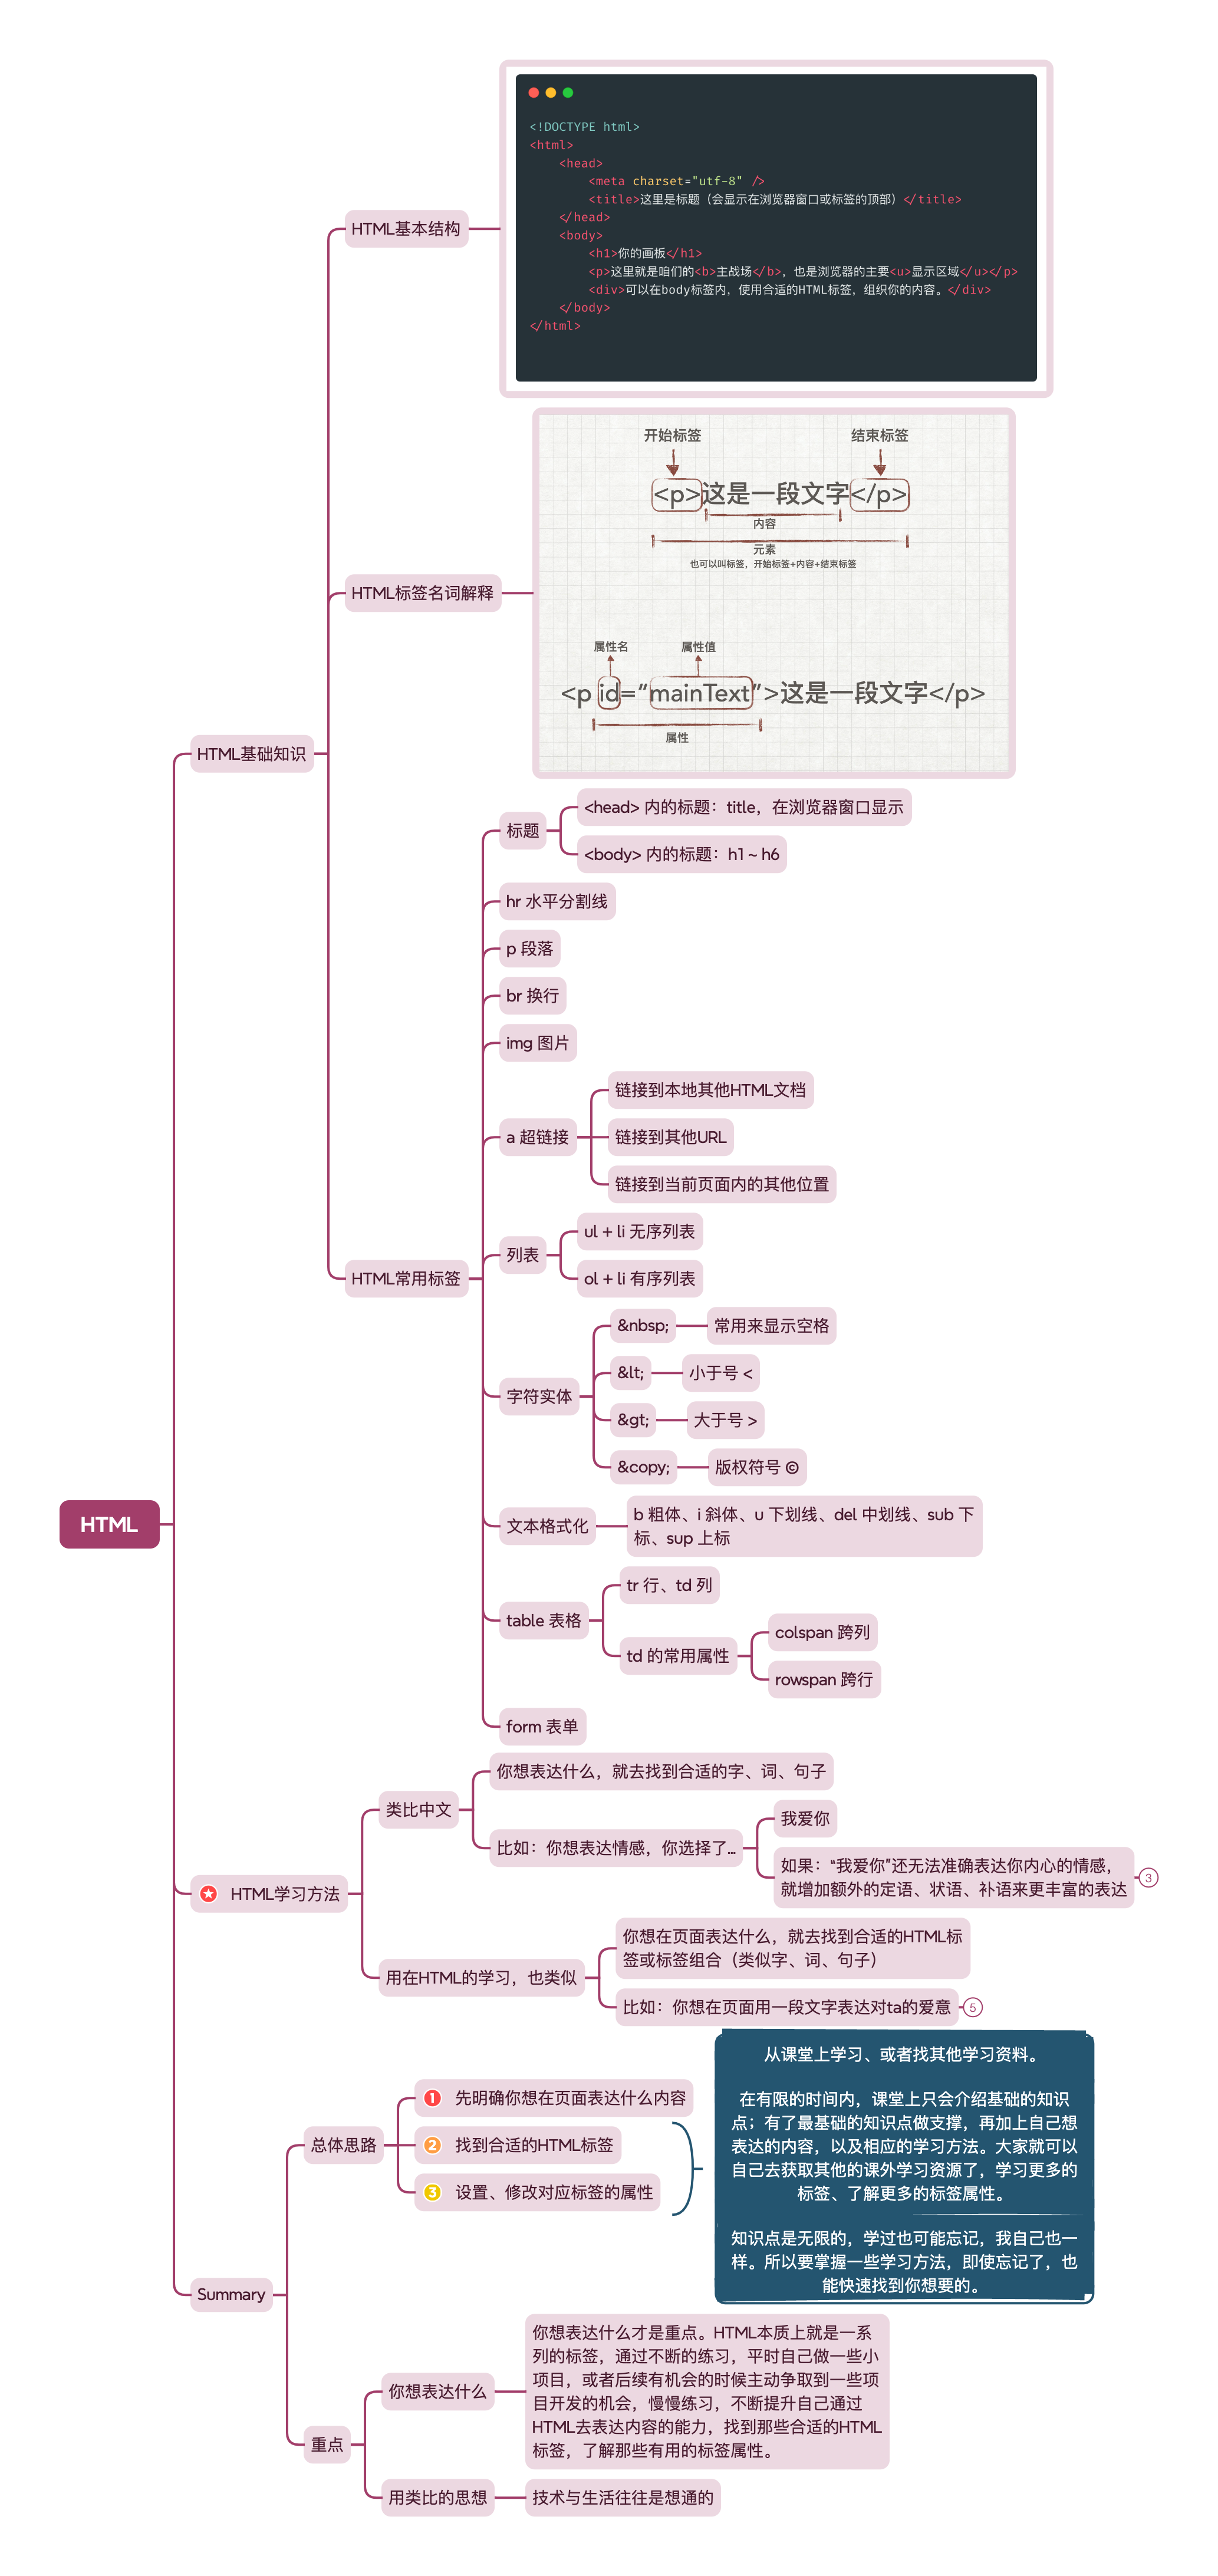 <!DOCTYPE html>
<html>
<head>
<meta charset="utf-8" />
<title>这里是标题（会显示在浏览器窗口或标签的顶部）</title>
</head>
<body>
<h1>你的画板</h1>
<p>这里就是咱们的<b>主战场</b>，也是浏览器的主要<u>显示区域</u></p>
<div>可以在body标签内，使用合适的HTML标签，组织你的内容。</div>
</body>
</html>
HTML基本结构
开始标签 结束标签
<p>这是一段文字</p>
内容
元素
也可以叫标签，开始标签+内容+结束标签
HTML标签名词解释
属性名 属性值
<p id=“mainText”>这是一段文字</p>
属性
HTML基础知识
标题
<head> 内的标题：title，在浏览器窗口显示
<body> 内的标题：h1 ~ h6
hr 水平分割线
p 段落
br 换行
img 图片
a 超链接
链接到本地其他HTML文档
链接到其他URL
链接到当前页面内的其他位置
列表
ul + li 无序列表
ol + li 有序列表
HTML常用标签
字符实体
&nbsp; 常用来显示空格
&lt; 小于号 <
&gt; 大于号 >
&copy; 版权符号 ©
HTML
文本格式化
b 粗体、i 斜体、u 下划线、del 中划线、sub 下
标、sup 上标
table 表格
tr 行、td 列
td 的常用属性
colspan 跨列
rowspan 跨行
form 表单
HTML学习方法
类比中文
你想表达什么，就去找到合适的字、词、句子
比如：你想表达情感，你选择了...
我爱你
如果：“我爱你”还无法准确表达你内心的情感，
就增加额外的定语、状语、补语来更丰富的表达
3
用在HTML的学习，也类似
你想在页面表达什么，就去找到合适的HTML标
签或标签组合（类似字、词、句子）
比如：你想在页面用一段文字表达对ta的爱意
5
Summary
总体思路
1 先明确你想在页面表达什么内容
2 找到合适的HTML标签
3 设置、修改对应标签的属性
从课堂上学习、或者找其他学习资料。
在有限的时间内，课堂上只会介绍基础的知识
点；有了最基础的知识点做支撑，再加上自己想
表达的内容，以及相应的学习方法。大家就可以
自己去获取其他的课外学习资源了，学习更多的
标签、了解更多的标签属性。
知识点是无限的，学过也可能忘记，我自己也一
样。所以要掌握一些学习方法，即使忘记了，也
能快速找到你想要的。
重点
你想表达什么
你想表达什么才是重点。HTML本质上就是一系
列的标签，通过不断的练习，平时自己做一些小
项目，或者后续有机会的时候主动争取到一些项
目开发的机会，慢慢练习，不断提升自己通过
HTML去表达内容的能力，找到那些合适的HTML
标签，了解那些有用的标签属性。
用类比的思想
技术与生活往往是想通的